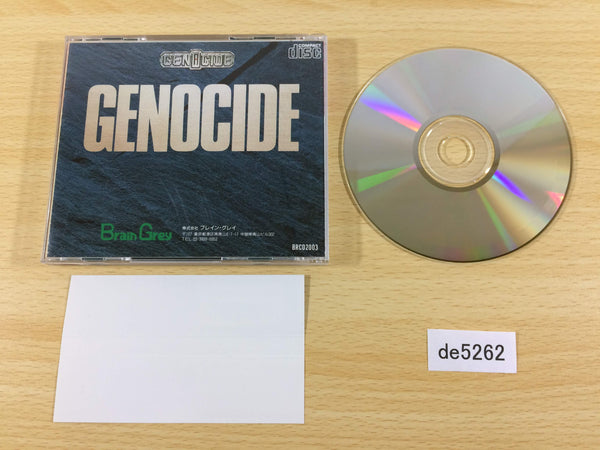 GENOCIDE
COMPACT
disc
GENOCIDE
Brain Grey
株式会社 ブレイン・グレイ
BRCD2003
de5262